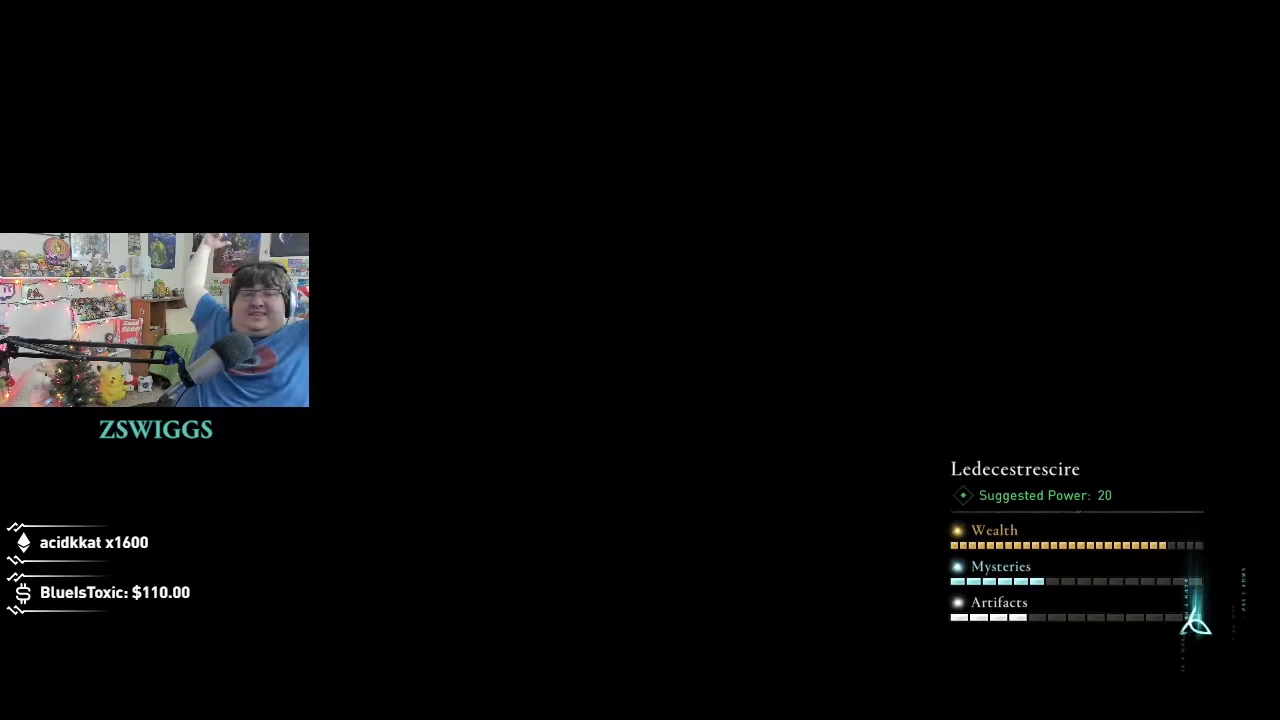 ZSWIGGS
acidkkat x1600
BlueIsToxic: $110.00
Ledecestrescire
Suggested Power: 20
Wealth
Mysteries
Artifacts